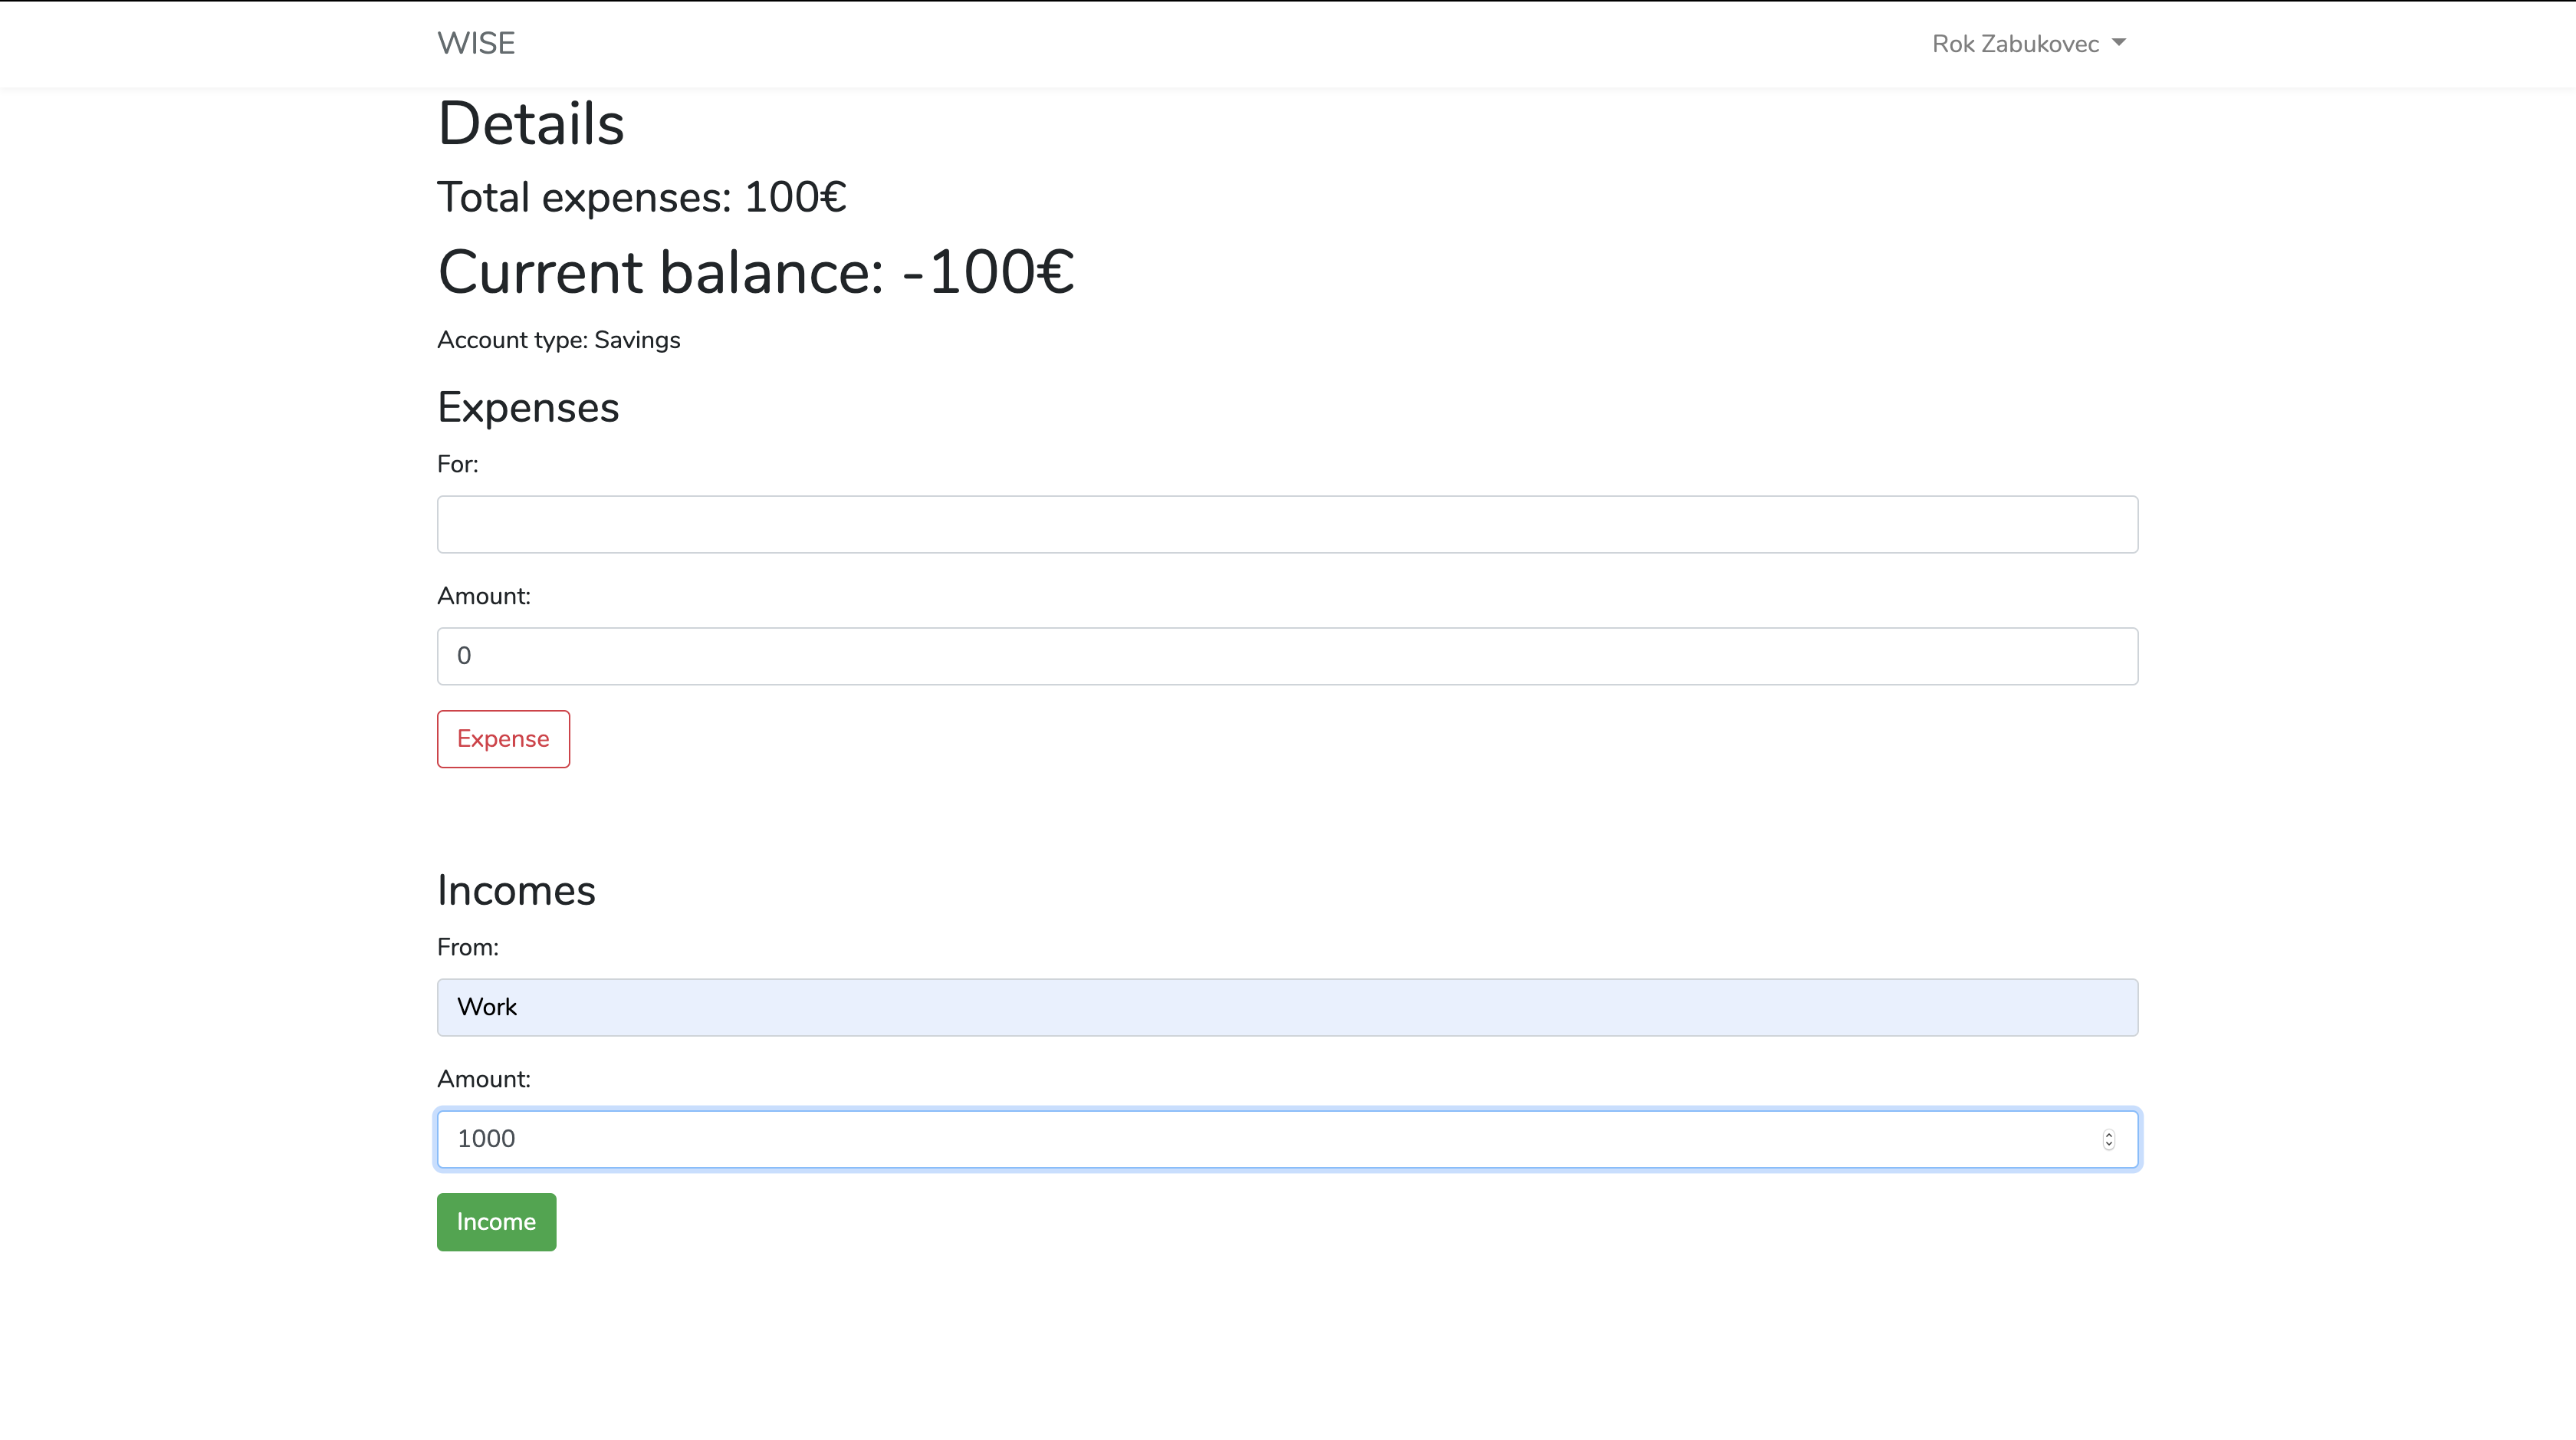 WISE
Rok Zabukovec
Details
Total expenses: 100€
Current balance: -100€
Account type: Savings
Expenses
For:
Amount:
0
Expense
Incomes
From:
Work
Amount:
1000
Income